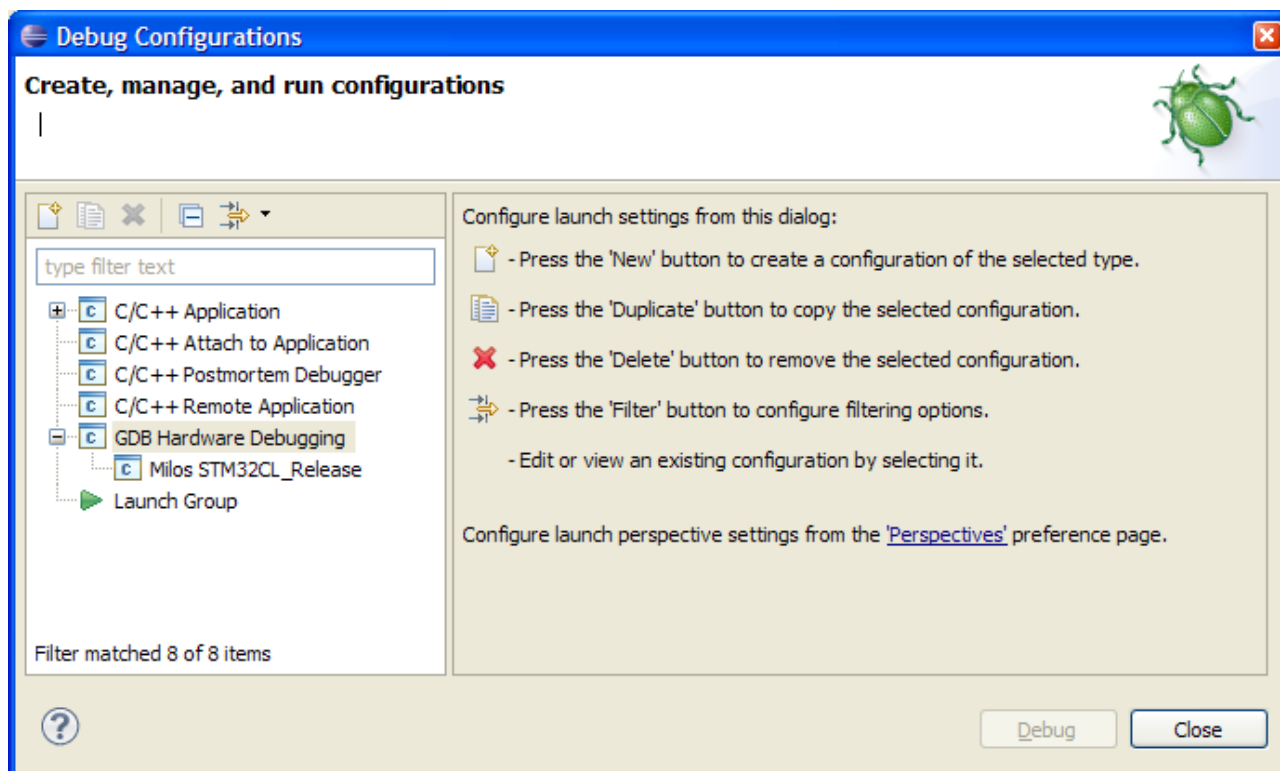 Debug Configurations
Create, manage, and run configurations
type filter text
C/C++ Application
C/C++ Attach to Application
C/C++ Postmortem Debugger
C/C++ Remote Application
GDB Hardware Debugging
Milos STM32CL_Release
Launch Group
Filter matched 8 of 8 items
Configure launch settings from this dialog:
- Press the 'New' button to create a configuration of the selected type.
- Press the 'Duplicate' button to copy the selected configuration.
- Press the 'Delete' button to remove the selected configuration.
- Press the 'Filter' button to configure filtering options.
- Edit or view an existing configuration by selecting it.
Configure launch perspective settings from the 'Perspectives' preference page.
Debug
Close